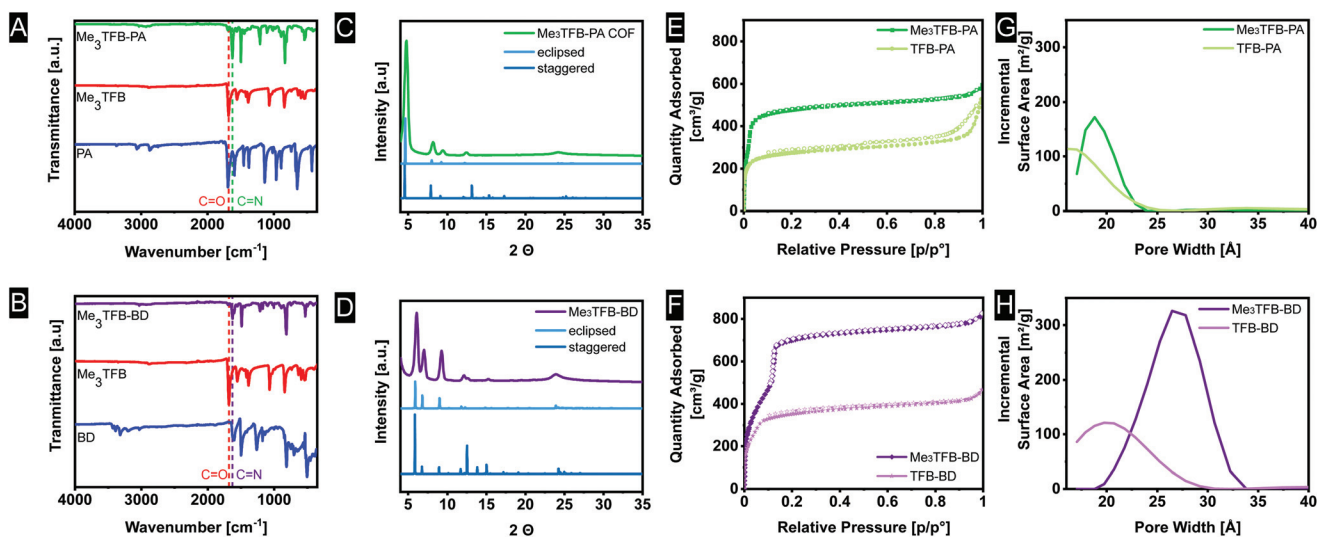 A
Transmittance [a.u.]
Me3TFB-PA
Me3TFB
PA
C=O
C=N
4000 3000 2000 1000
Wavenumber [cm⁻¹]
C
Intensity [a.u]
Me3TFB-PA COF
eclipsed
staggered
5 10 15 20 25 30 35
2 Θ
E
Quantity Adsorbed
[cm³/g]
Me3TFB-PA
TFB-PA
800
600
400
200
0
0 0.2 0.4 0.6 0.8 1
Relative Pressure [p/p°]
G
Incremental
Surface Area [m²/g]
Me3TFB-PA
TFB-PA
300
200
100
0
20 25 30 35 40
Pore Width [Å]
B
Tranmittance [a.u]
Me3TFB-BD
Me3TFB
BD
C=O
C=N
4000 3000 2000 1000
Wavenumber [cm⁻¹]
D
Intensity [a.u.]
Me3TFB-BD
eclipsed
staggered
5 10 15 20 25 30 35
2 Θ
F
Quantity Adsorbed
[cm³/g]
800
600
400
200
0
Me3TFB-BD
TFB-BD
0 0.2 0.4 0.6 0.8 1
Relative Pressure [p/p°]
H
Incremental
Surface Area [m²/g]
Me3TFB-BD
TFB-BD
300
200
100
0
20 25 30 35 40
Pore Width [Å]